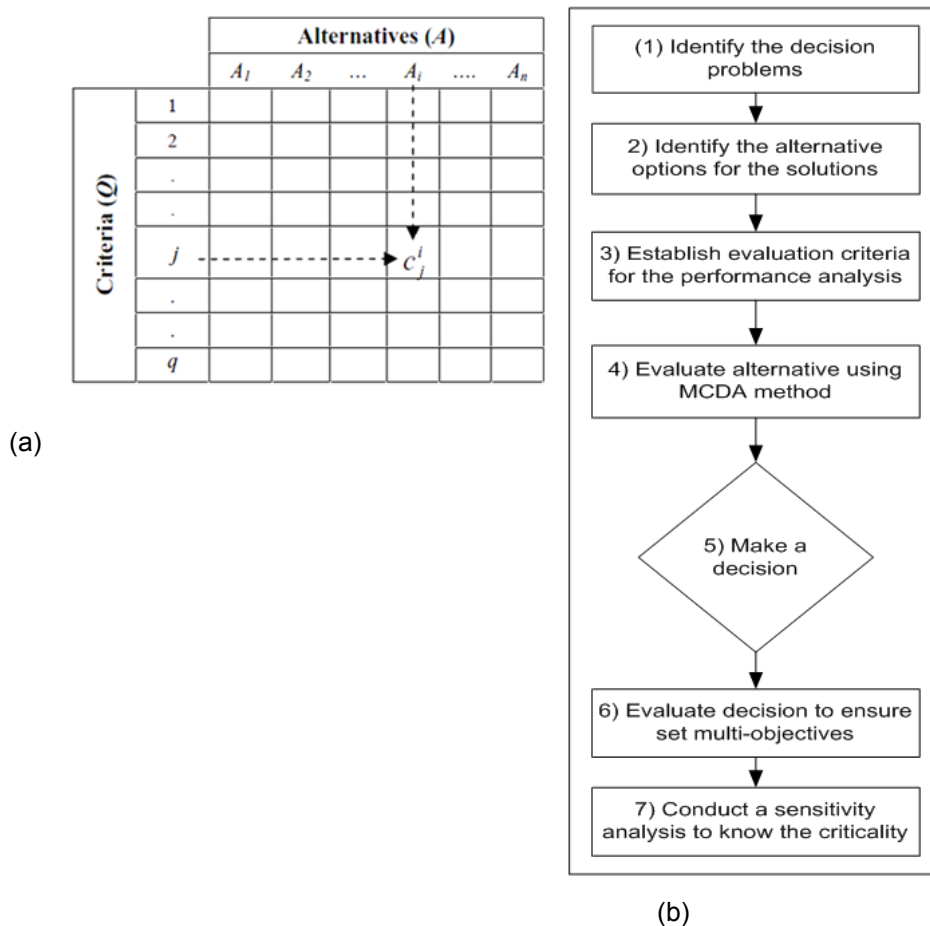 Alternatives (A)
A1 A2 ... Ai .... An
Criteria (Q)
1
2
.
.
j
c^i_j
.
.
q
(a)
(1) Identify the decision
problems
2) Identify the alternative
options for the solutions
3) Establish evaluation criteria
for the performance analysis
4) Evaluate alternative using
MCDA method
5) Make a
decision
6) Evaluate decision to ensure
set multi-objectives
7) Conduct a sensitivity
analysis to know the criticality
(b)